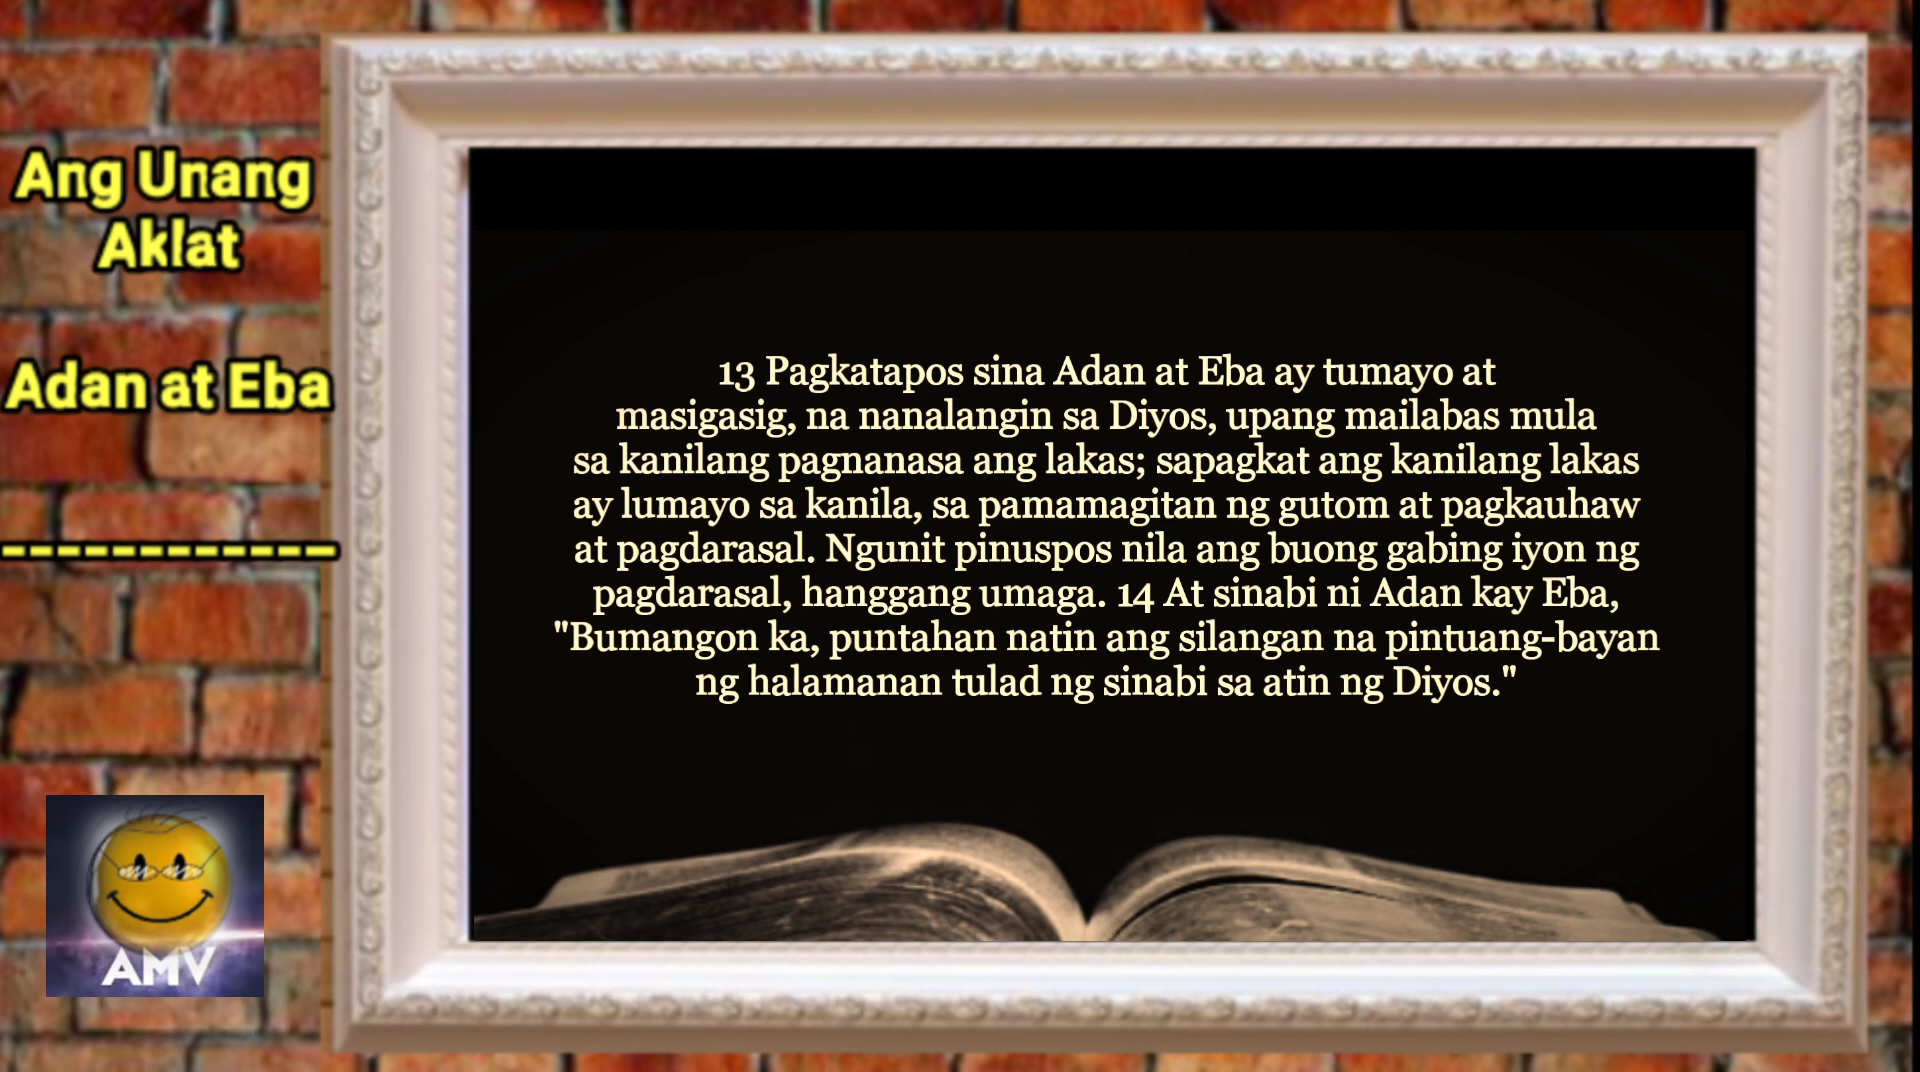 Ang Unang
Aklat
Adan at Eba
-------------
13 Pagkatapos sina Adan at Eba ay tumayo at
masigasig, na nanalangin sa Diyos, upang mailabas mula
sa kanilang pagnanasa ang lakas; sapagkat ang kanilang lakas
ay lumayo sa kanila, sa pamamagitan ng gutom at pagkauhaw
at pagdarasal. Ngunit pinuspos nila ang buong gabing iyon ng
pagdarasal, hanggang umaga. 14 At sinabi ni Adan kay Eba,
"Bumangon ka, puntahan natin ang silangan na pintuang-bayan
ng halamanan tulad ng sinabi sa atin ng Diyos."
AMV